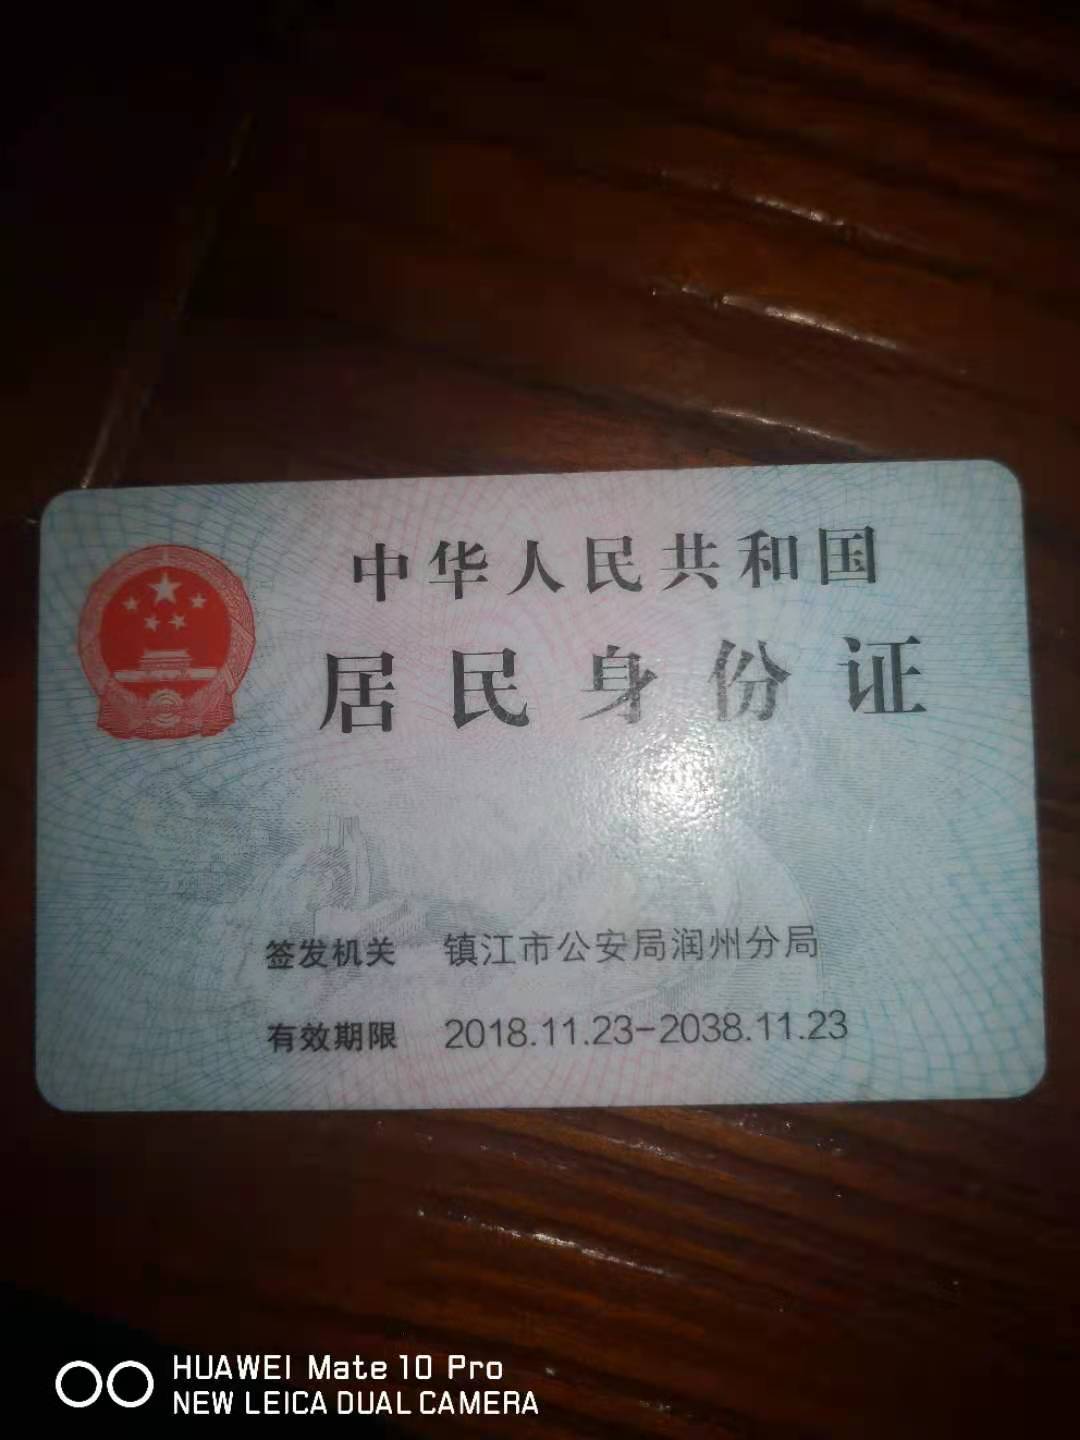 中华人民共和国
居民身份证
签发机关 镇江市公安局润州分局
有效期限 2018.11.23-2038.11.23
HUAWEI Mate 10 Pro
NEW LEICA DUAL CAMERA